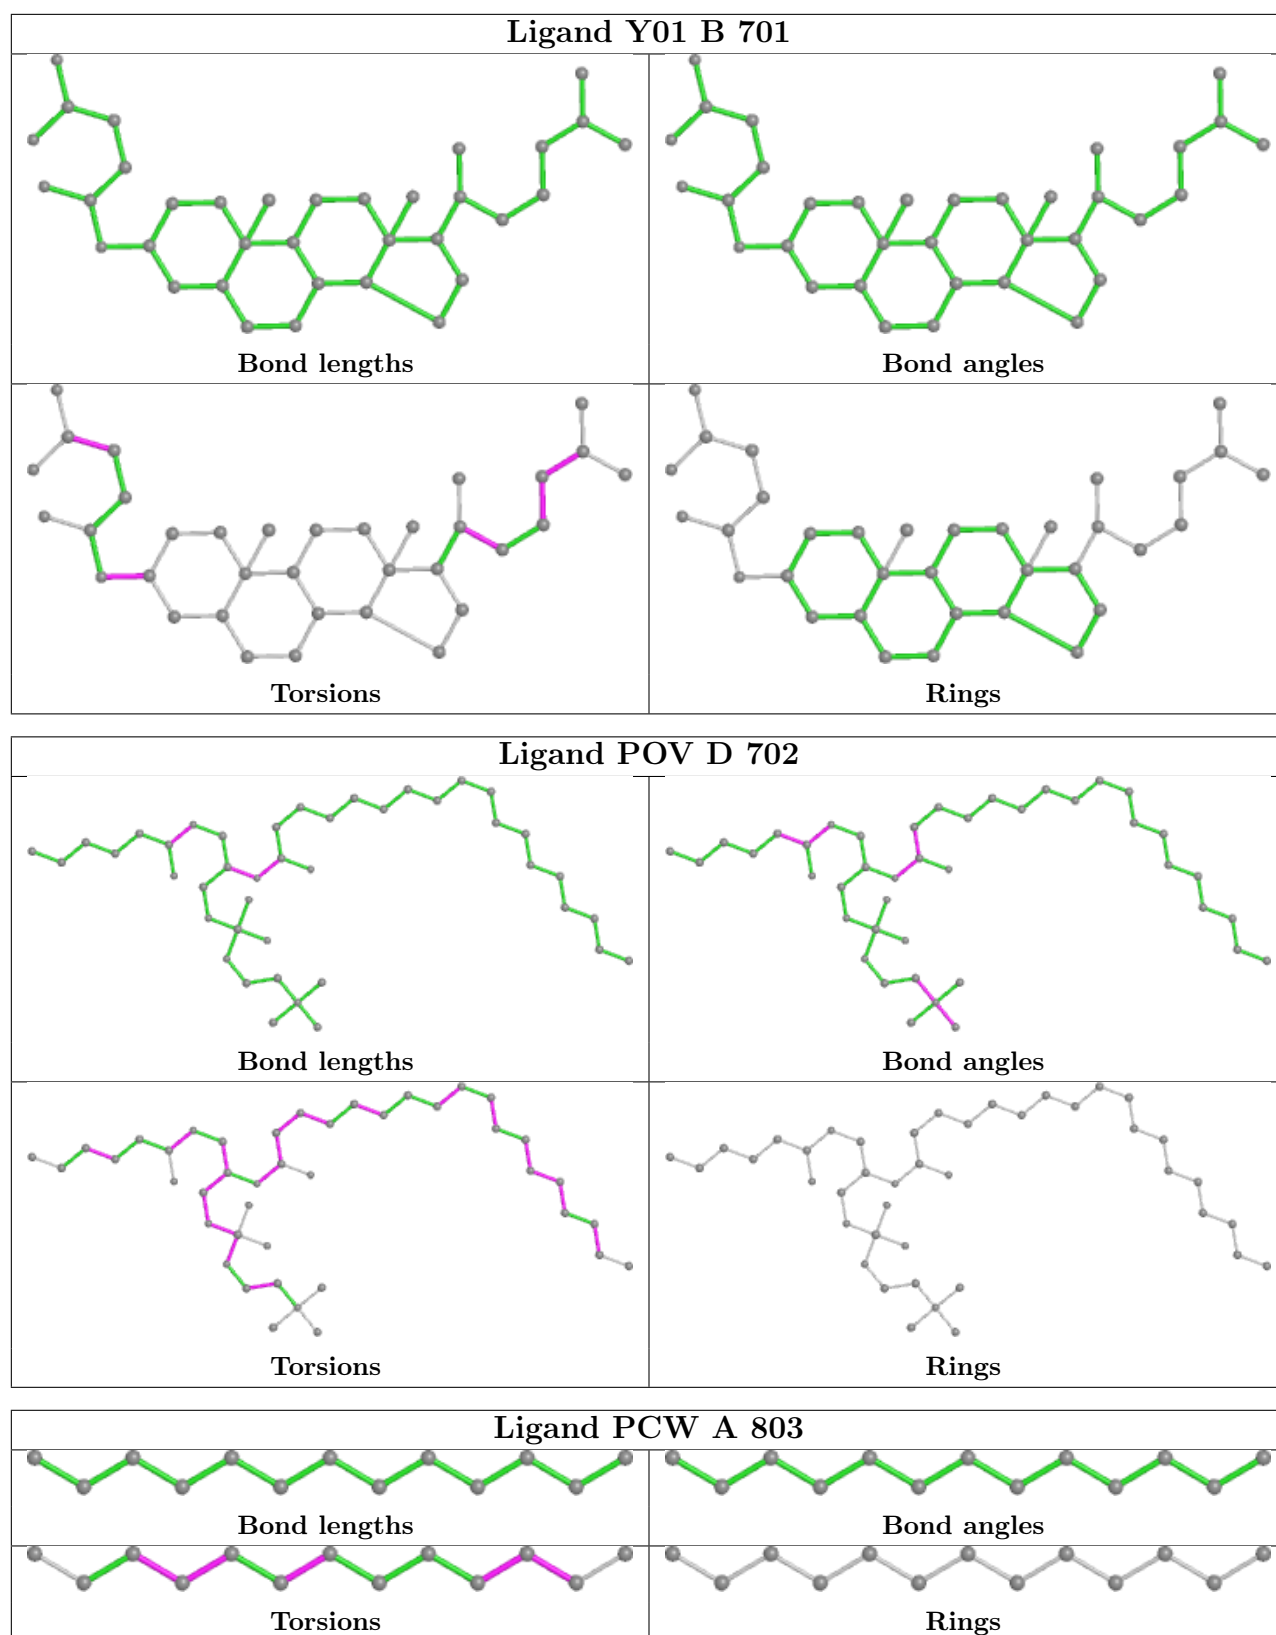 Ligand Y01 B 701
Bond lengths
Bond angles
Torsions
Rings
Ligand POV D 702
Bond lengths
Bond angles
Torsions
Rings
Ligand PCW A 803
Bond lengths
Bond angles
Torsions
Rings